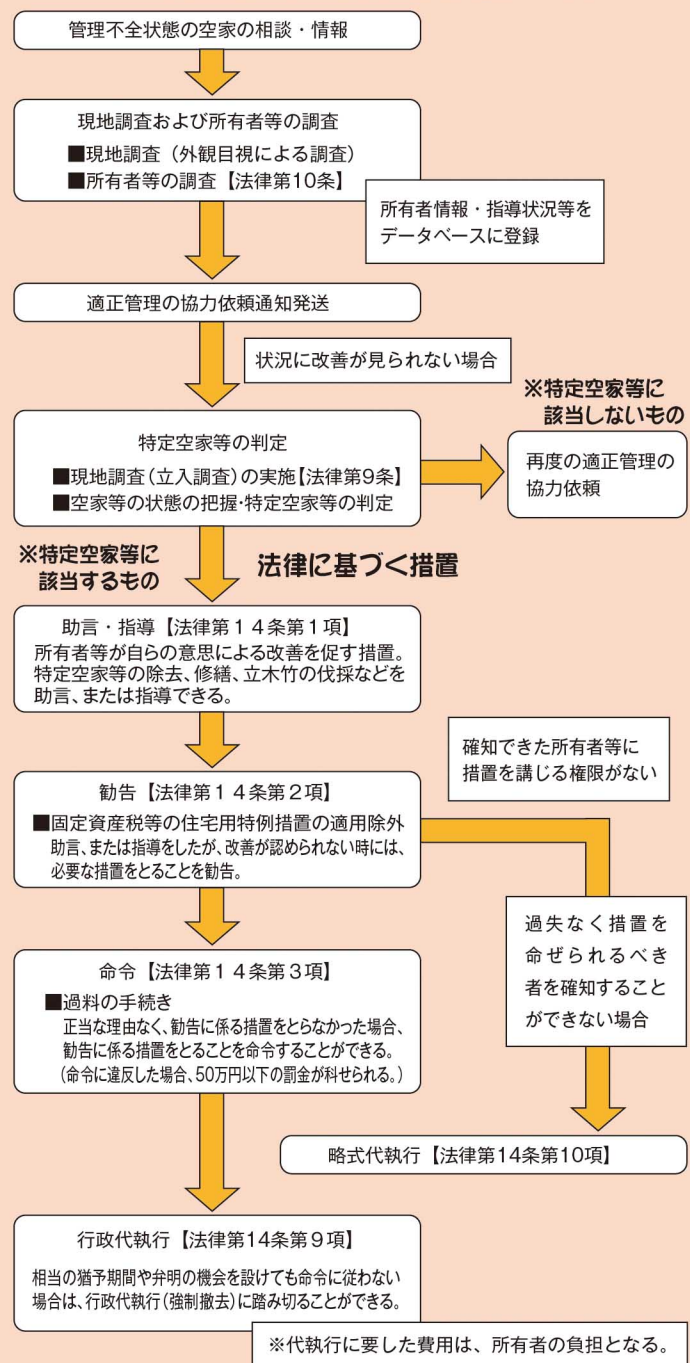 管理不全状態の空家の相談・情報
現地調査および所有者等の調査
■現地調査（外観目視による調査）
■所有者等の調査【法律第10条】
所有者情報・指導状況等を
データベースに登録
適正管理の協力依頼通知発送
状況に改善が見られない場合
※特定空家等に
該当しないもの
特定空家等の判定
■現地調査（立入調査）の実施【法律第9条】
■空家等の状態の把握・特定空家等の判定
再度の適正管理の
協力依頼
※特定空家等に
該当するもの
法律に基づく措置
助言・指導【法律第１４条第１項】
所有者等が自らの意思による改善を促す措置。
特定空家等の除去、修繕、立木竹の伐採などを
助言、または指導できる。
確知できた所有者等に
措置を講じる権限がない
勧告【法律第１４条第２項】
■固定資産税等の住宅用特例措置の適用除外
助言、または指導をしたが、改善が認められない時には、
必要な措置をとることを勧告。
過失なく措置を
命ぜられるべき
者を確知すること
ができない場合
命令【法律第１４条第３項】
■過料の手続き
正当な理由なく、勧告に係る措置をとらなかった場合、
勧告に係る措置をとることを命令することができる。
（命令に違反した場合、50万円以下の罰金が科せられる。）
略式代執行【法律第14条第10項】
行政代執行【法律第14条第９項】
相当の猶予期間や弁明の機会を設けても命令に従わない
場合は、行政代執行（強制撤去）に踏み切ることができる。
※代執行に要した費用は、所有者の負担となる。